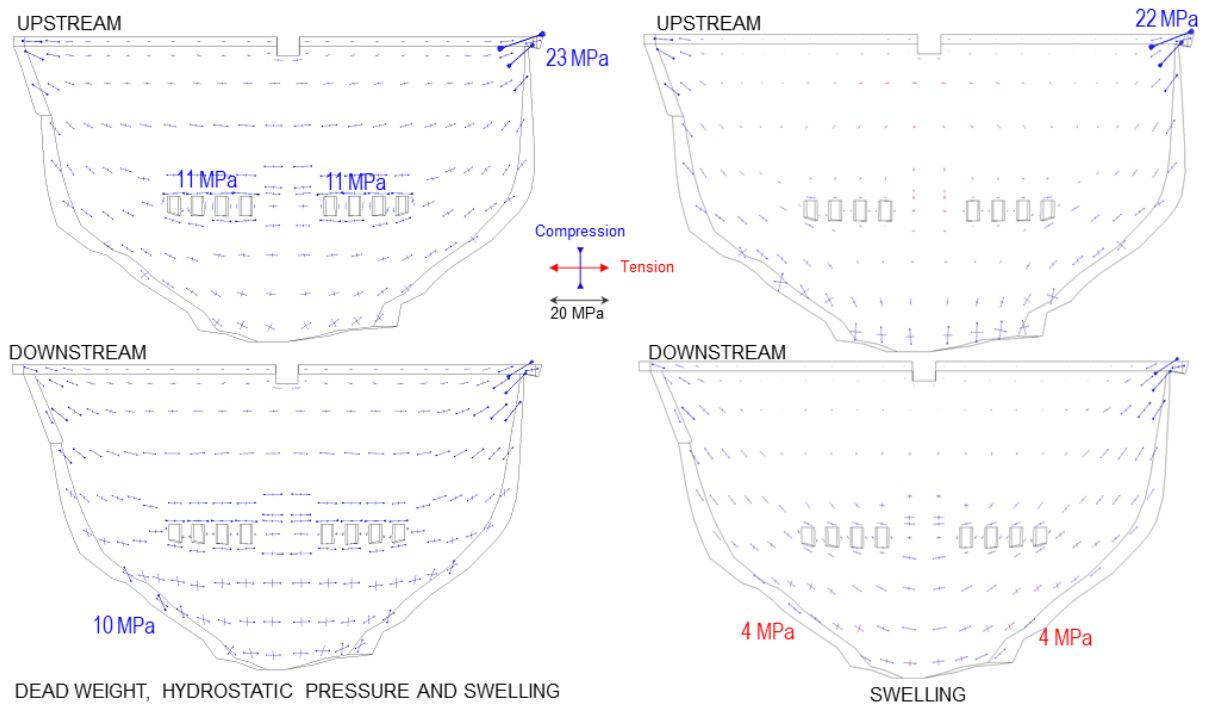 UPSTREAM
23 MPa
11 MPa
11 MPa
UPSTREAM
22 MPa
Compression
Tension
20 MPa
DOWNSTREAM
10 MPa
DEAD WEIGHT, HYDROSTATIC PRESSURE AND SWELLING
DOWNSTREAM
4 MPa
4 MPa
SWELLING